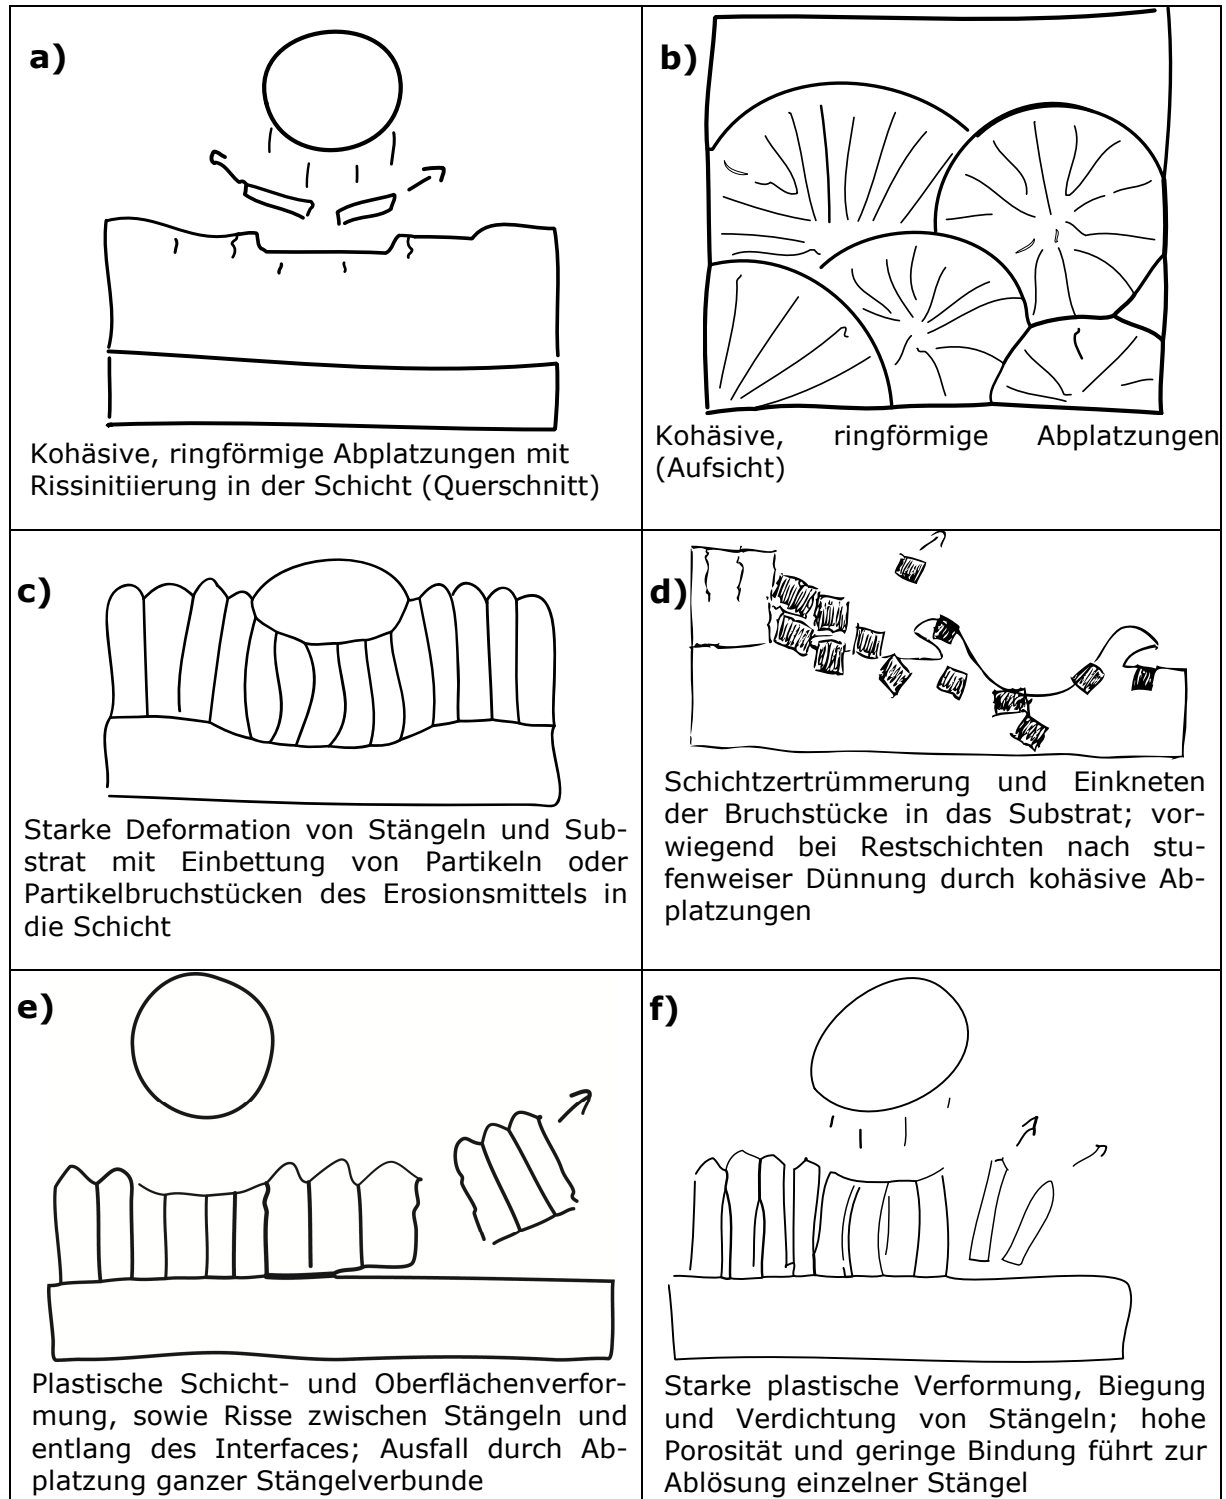 a)
Kohäsive, ringförmige Abplatzungen mit
Rissinitiierung in der Schicht (Querschnitt)
b)
Kohäsive, ringförmige Abplatzungen
(Aufsicht)
c)
Starke Deformation von Stängeln und Sub-
strat mit Einbettung von Partikeln oder
Partikelbruchstücken des Erosionsmittels in
die Schicht
d)
Schichtzertrümmerung und Einkneten
der Bruchstücke in das Substrat; vor-
wiegend bei Restschichten nach stu-
fenweiser Dünnung durch kohäsive Ab-
platzungen
e)
Plastische Schicht- und Oberflächenverfor-
mung, sowie Risse zwischen Stängeln und
entlang des Interfaces; Ausfall durch Ab-
platzung ganzer Stängelverbunde
f)
Starke plastische Verformung, Biegung
und Verdichtung von Stängeln; hohe
Porosität und geringe Bindung führt zur
Ablösung einzelner Stängel